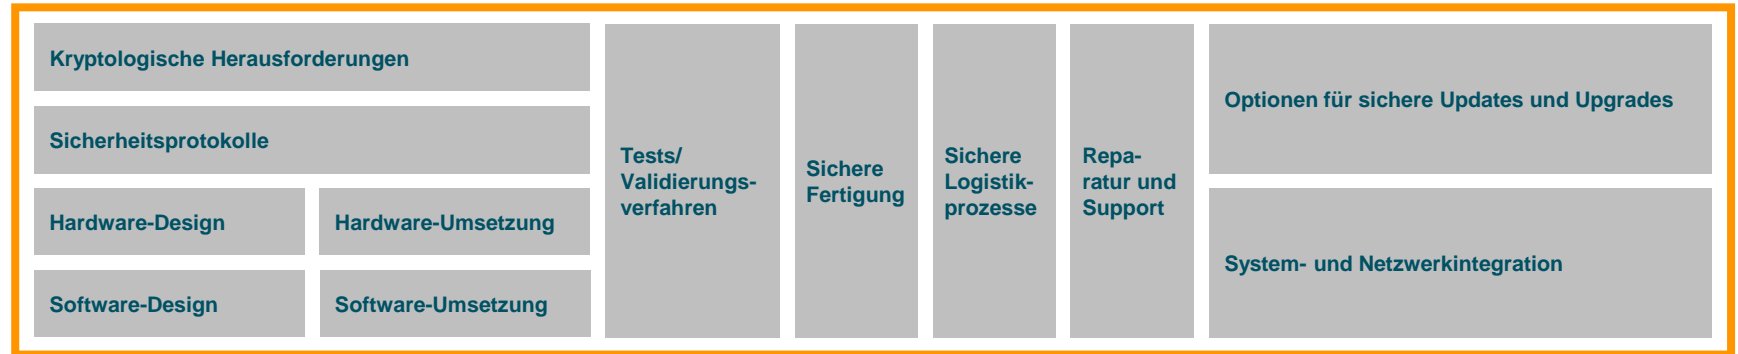 Kryptologische Herausforderungen
Sicherheitsprotokolle
Hardware-Design
Hardware-Umsetzung
Software-Design
Software-Umsetzung
Tests/
Validierungs-
verfahren
Sichere
Fertigung
Sichere
Logistik-
prozesse
Repa-
ratur und
Support
Optionen für sichere Updates und Upgrades
System- und Netzwerkintegration